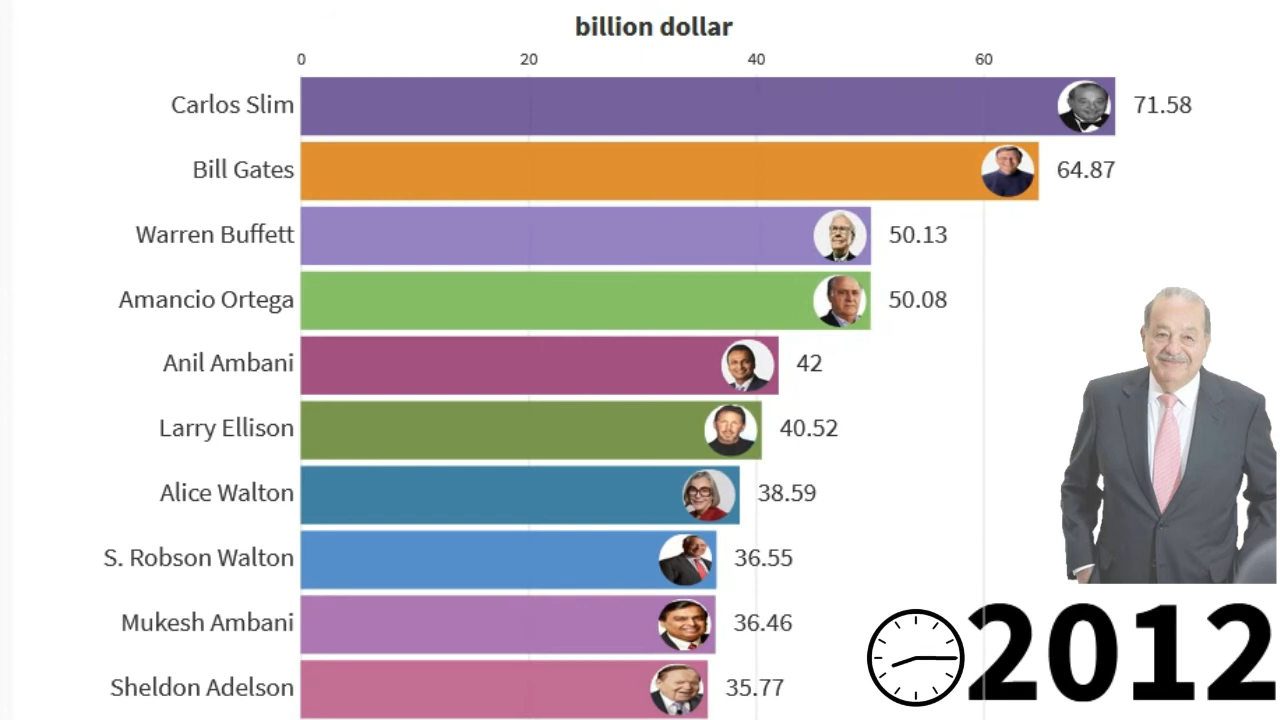 billion dollar
0 20 40 60
Carlos Slim 71.58
Bill Gates 64.87
Warren Buffett 50.13
Amancio Ortega 50.08
Anil Ambani 42
Larry Ellison 40.52
Alice Walton 38.59
S. Robson Walton 36.55
Mukesh Ambani 36.46
Sheldon Adelson 35.77
2012